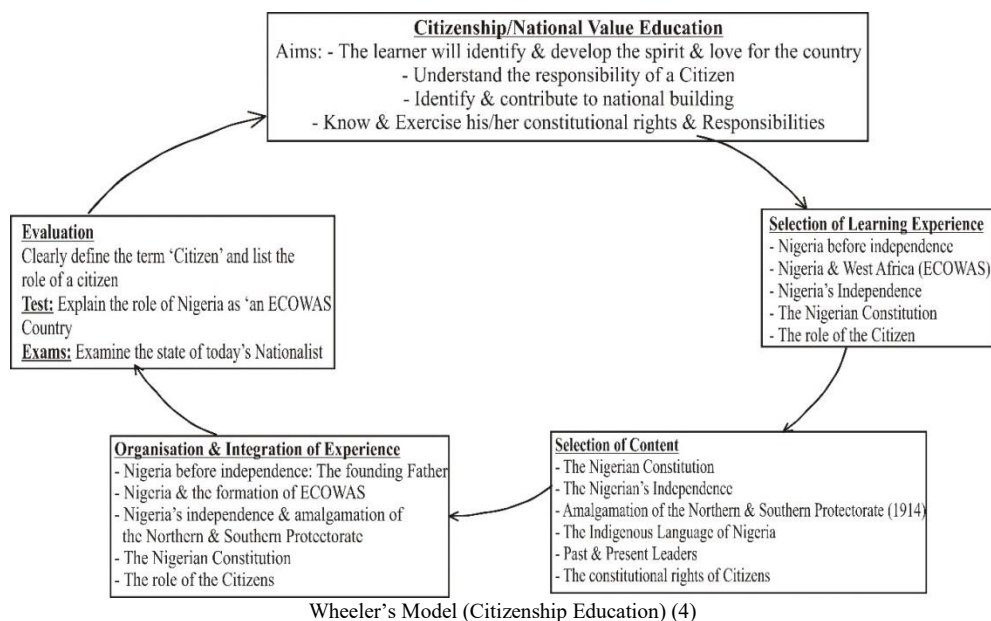 Citizenship/National Value Education
Aims: - The learner will identify & develop the spirit & love for the country
- Understand the responsibility of a Citizen
- Identify & contribute to national building
- Know & Exercise his/her constitutional rights & Responsibilities
Selection of Learning Experience
- Nigeria before independence
- Nigeria & West Africa (ECOWAS)
- Nigeria's Independence
- The Nigerian Constitution
- The role of the Citizen
Selection of Content
- The Nigerian Constitution
- The Nigerian's Independence
- Amalgamation of the Northern & Southern Protectorate (1914)
- The Indigenous Language of Nigeria
- Past & Present Leaders
- The constitutional rights of Citizens
Organisation & Integration of Experience
- Nigeria before independence: The founding Father
- Nigeria & the formation of ECOWAS
- Nigeria's independence & amalgamation of
the Northern & Southern Protectorate
- The Nigerian Constitution
- The role of the Citizens
Evaluation
Clearly define the term 'Citizen' and list the
role of a citizen
Test: Explain the role of Nigeria as 'an ECOWAS
Country
Exams: Examine the state of today's Nationalist
Wheeler's Model (Citizenship Education) (4)